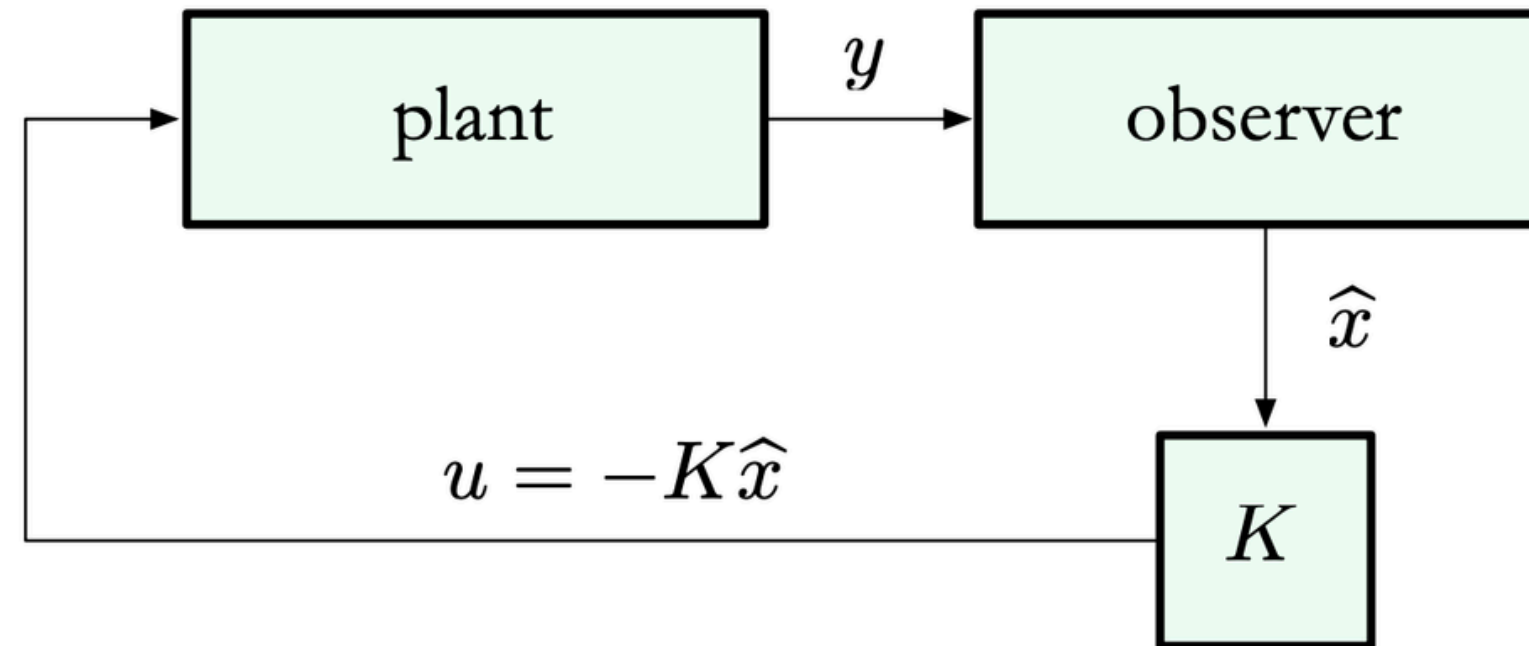 y
plant
observer
x̂
u = −Kx̂
K